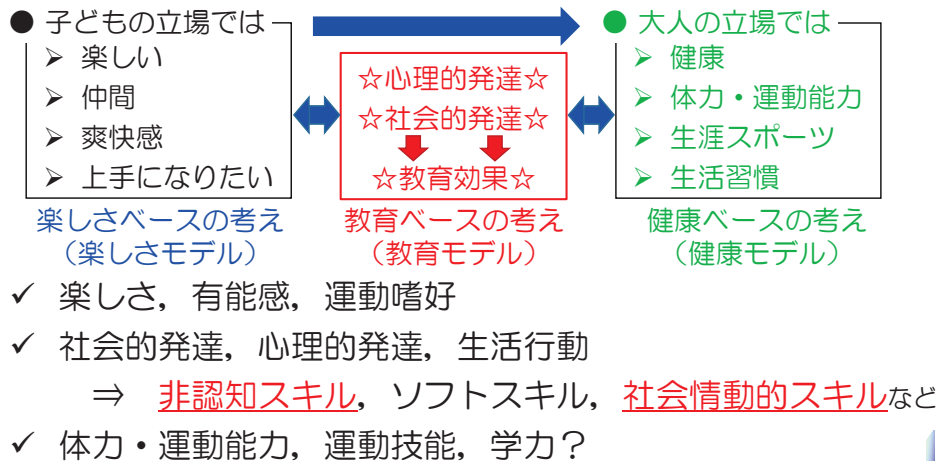 ● 子どもの立場では
➢ 楽しい
➢ 仲間
➢ 爽快感
➢ 上手になりたい
楽しさベースの考え
（楽しさモデル）
☆心理的発達☆
☆社会的発達☆
☆教育効果☆
教育ベースの考え
（教育モデル）
● 大人の立場では
➢ 健康
➢ 体力・運動能力
➢ 生涯スポーツ
➢ 生活習慣
健康ベースの考え
（健康モデル）
✓ 楽しさ，有能感，運動嗜好
✓ 社会的発達，心理的発達，生活行動
⇒ 非認知スキル，ソフトスキル，社会情動的スキルなど
✓ 体力・運動能力，運動技能，学力？